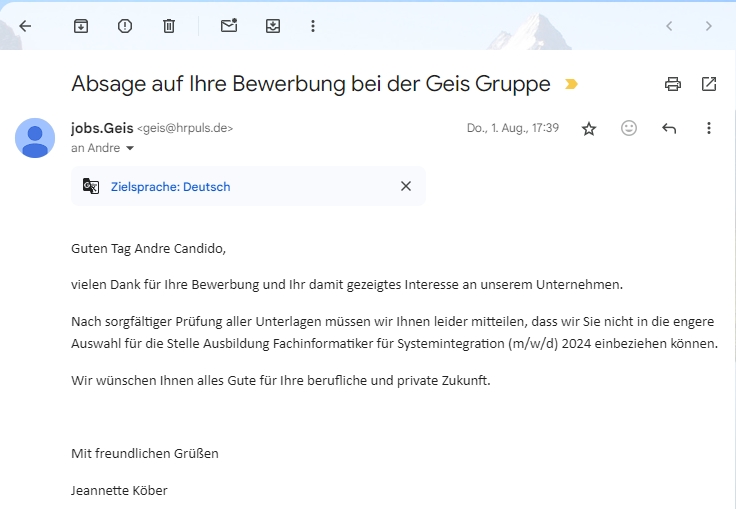 Absage auf Ihre Bewerbung bei der Geis Gruppe
jobs.Geis <geis@hrpuls.de>
Do., 1. Aug., 17:39
an Andre
Zielsprache: Deutsch
Guten Tag Andre Candido,
vielen Dank für Ihre Bewerbung und Ihr damit gezeigtes Interesse an unserem Unternehmen.
Nach sorgfältiger Prüfung aller Unterlagen müssen wir Ihnen leider mitteilen, dass wir Sie nicht in die engere
Auswahl für die Stelle Ausbildung Fachinformatiker für Systemintegration (m/w/d) 2024 einbeziehen können.
Wir wünschen Ihnen alles Gute für Ihre berufliche und private Zukunft.
Mit freundlichen Grüßen
Jeannette Köber